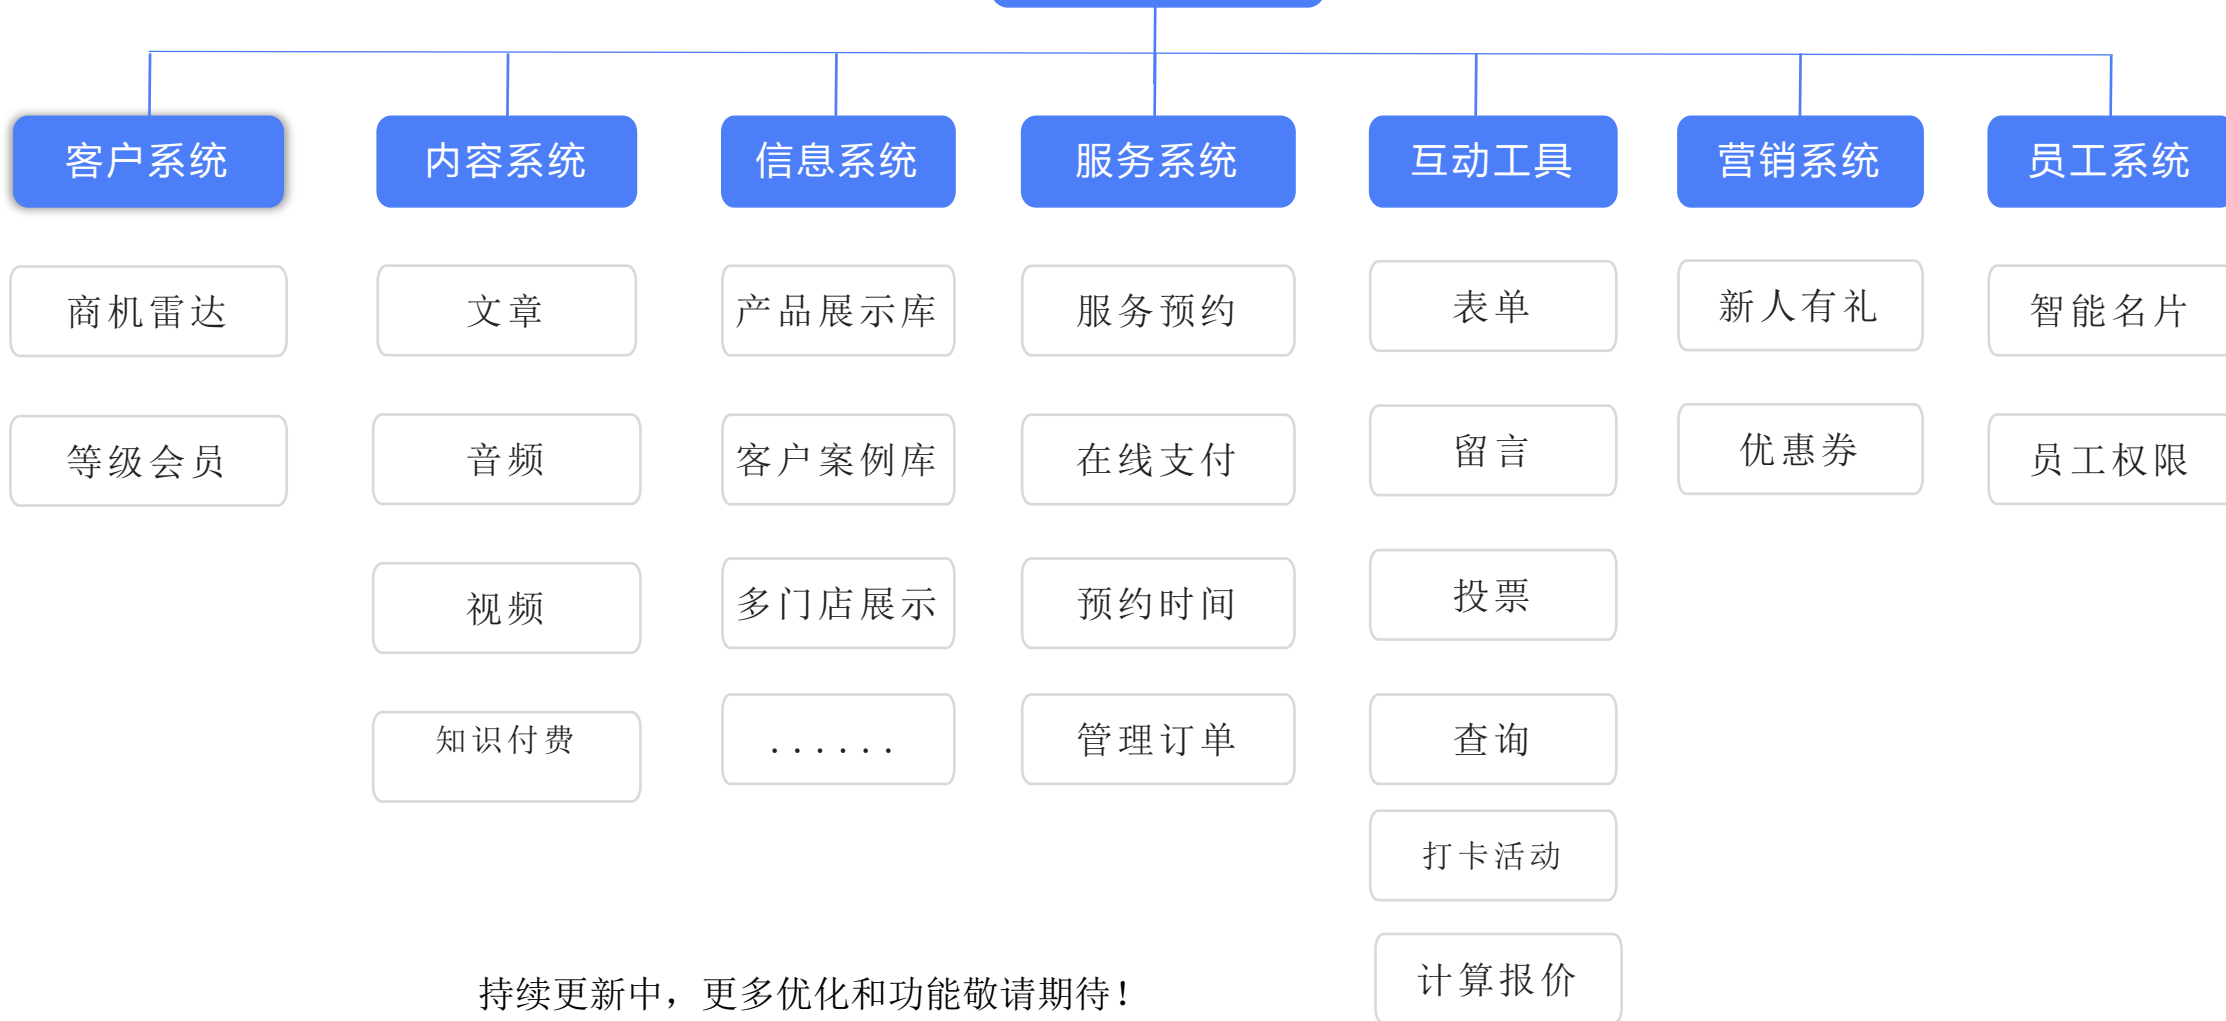 客户系统 内容系统 信息系统 服务系统 互动工具 营销系统 员工系统
商机雷达 文章 产品展示库 服务预约 表单 新人有礼 智能名片
等级会员 音频 客户案例库 在线支付 留言 优惠券 员工权限
视频 多门店展示 预约时间 投票
知识付费 ...... 管理订单 查询
打卡活动
计算报价
持续更新中，更多优化和功能敬请期待！